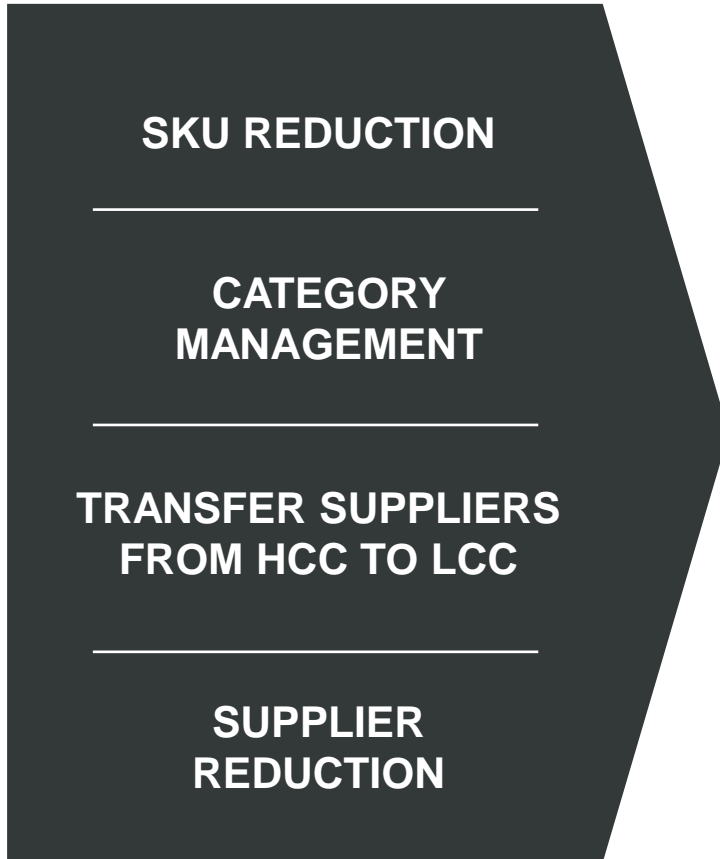 SKU REDUCTION
CATEGORY
MANAGEMENT
TRANSFER SUPPLIERS
FROM HCC TO LCC
SUPPLIER
REDUCTION